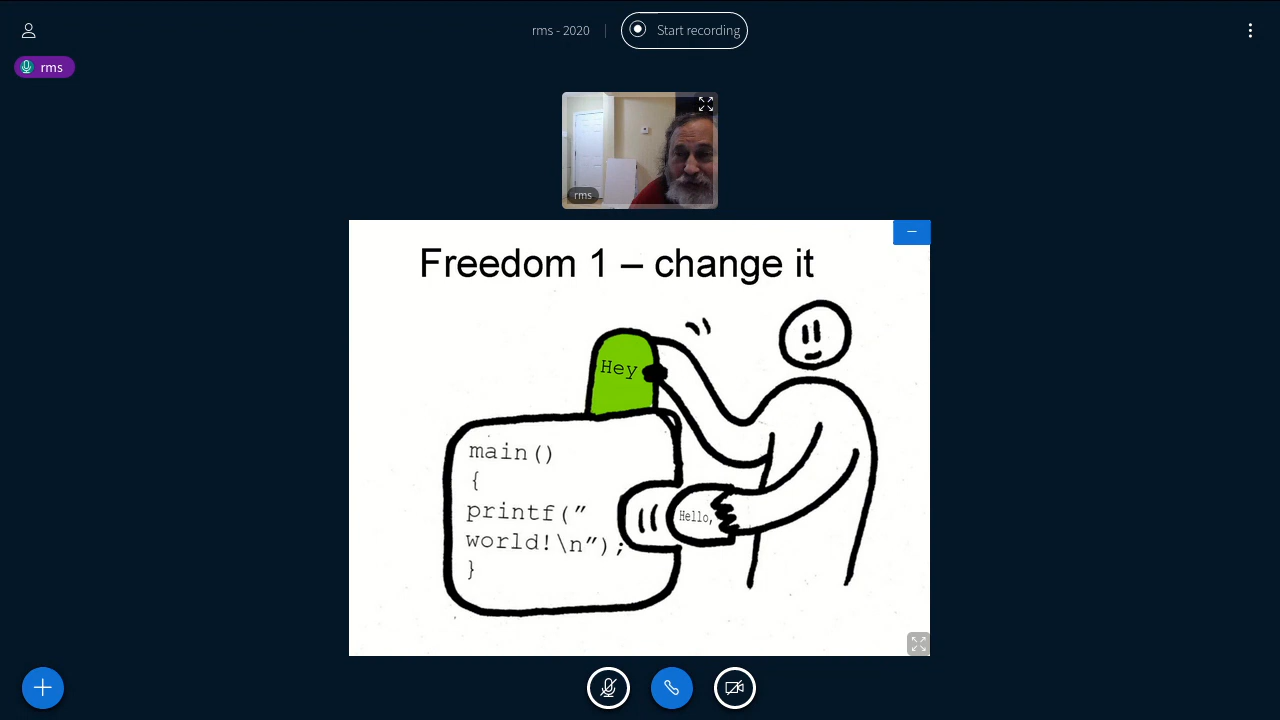 rms - 2020
Start recording
rms
rms
Freedom 1 – change it
Hey
main()
{
printf(”
Hello,
world!\n”);
}